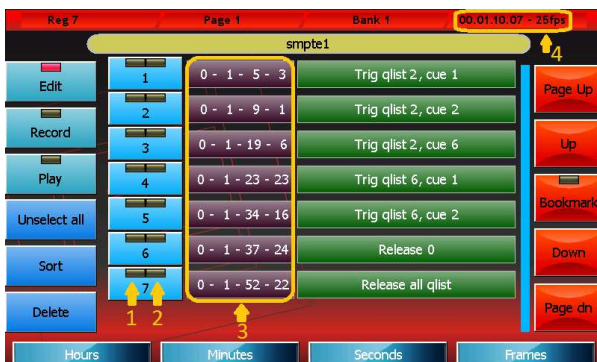 Reg 7 Page 1 Bank 1 00.01.10.07 - 25fps
smpte1
4
Edit 1 0 - 1 - 5 - 3 Trig qlist 2, cue 1 Page Up
Record 2 0 - 1 - 9 - 1 Trig qlist 2, cue 2
3 0 - 1 - 19 - 6 Trig qlist 2, cue 6 Up
Play 4 0 - 1 - 23 - 23 Trig qlist 6, cue 1 Bookmark
Unselect all 5 0 - 1 - 34 - 16 Trig qlist 6, cue 2
Sort 6 0 - 1 - 37 - 24 Release 0 Down
Delete 7 0 - 1 - 52 - 22 Release all qlist Page dn
1 2 3
Hours Minutes Seconds Frames